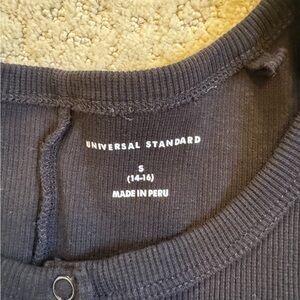 UNIVERSAL STANDARD
S
(14-16)
MADE IN PERU